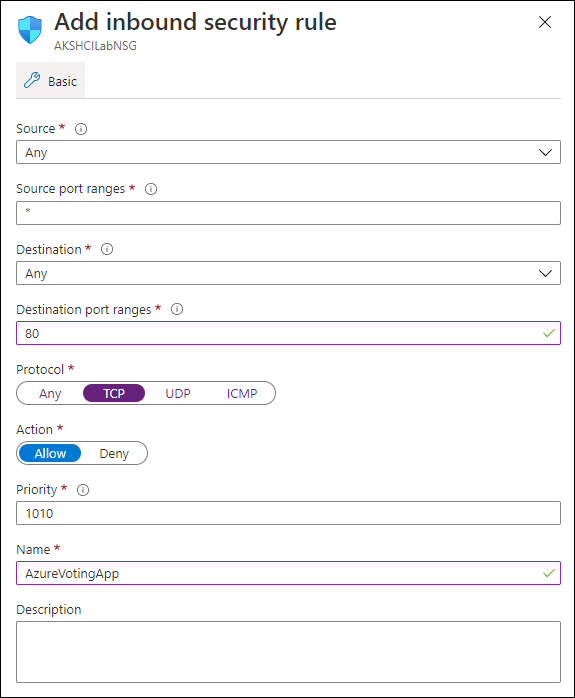 Add inbound security rule
AKSHCILabNSG
Basic
Source *
Any
Source port ranges *
*
Destination *
Any
Destination port ranges *
80
Protocol *
Any TCP UDP ICMP
Action *
Allow Deny
Priority *
1010
Name *
AzureVotingApp
Description